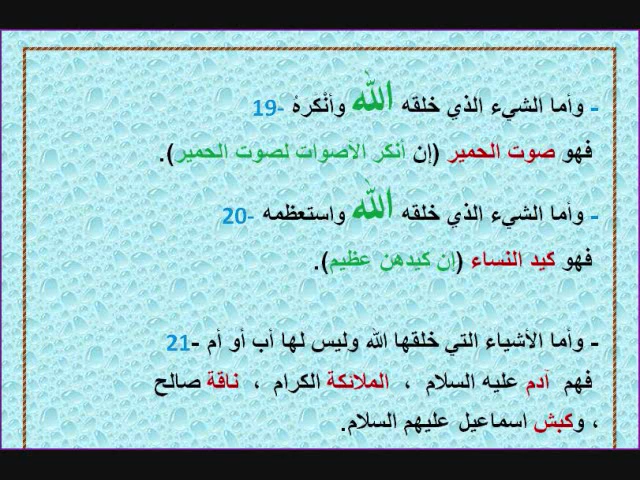 - وأما الشيء الذي خلقه الله وأنْكرهُ -19
فهو صوت الحمير (إن أنكر الأصوات لصوت الحمير).
- وأما الشيء الذي خلقه الله واستعظمه -20
فهو كيد النساء (إن كيدهن عظيم).
- وأما الأشياء التي خلقها الله وليس لها أب أو أم -21
فهم آدم عليه السلام ، الملائكة الكرام ، ناقة صالح
، وكبش اسماعيل عليهم السلام.